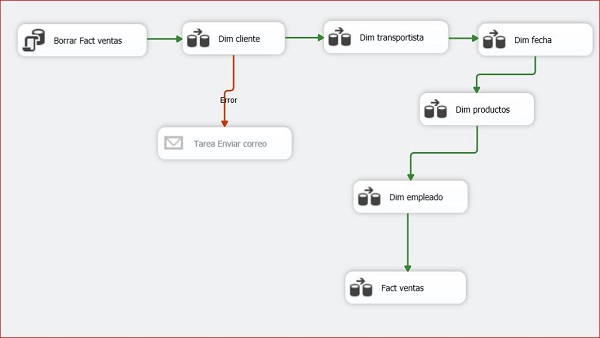 Borrar Fact ventas
Dim cliente
Dim transportista
Dim fecha
Error
Dim productos
Tarea Enviar correo
Dim empleado
Fact ventas